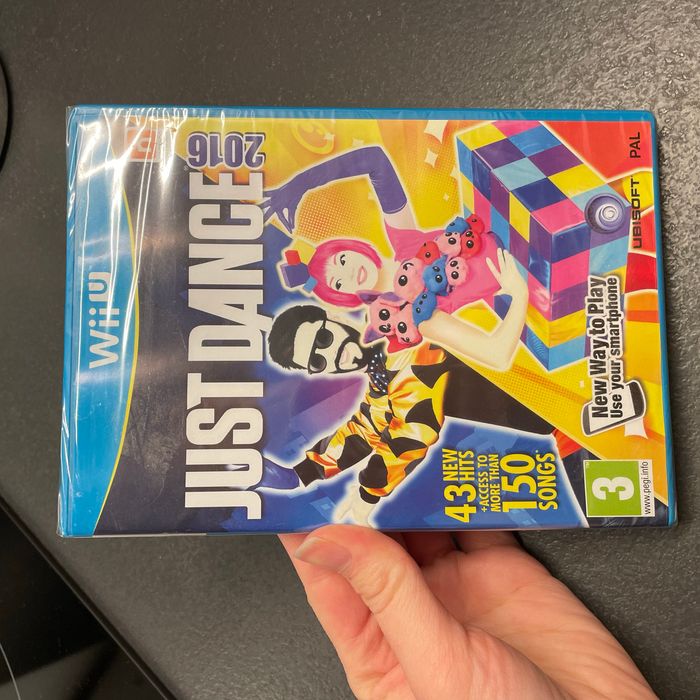 Wii U
JUST DANCE
2016
43 NEW
HITS
+ACCESS TO
MORE THAN
150
SONGS*
New Way to Play
Use your smartphone
3
www.pegi.info
UBISOFT
PAL